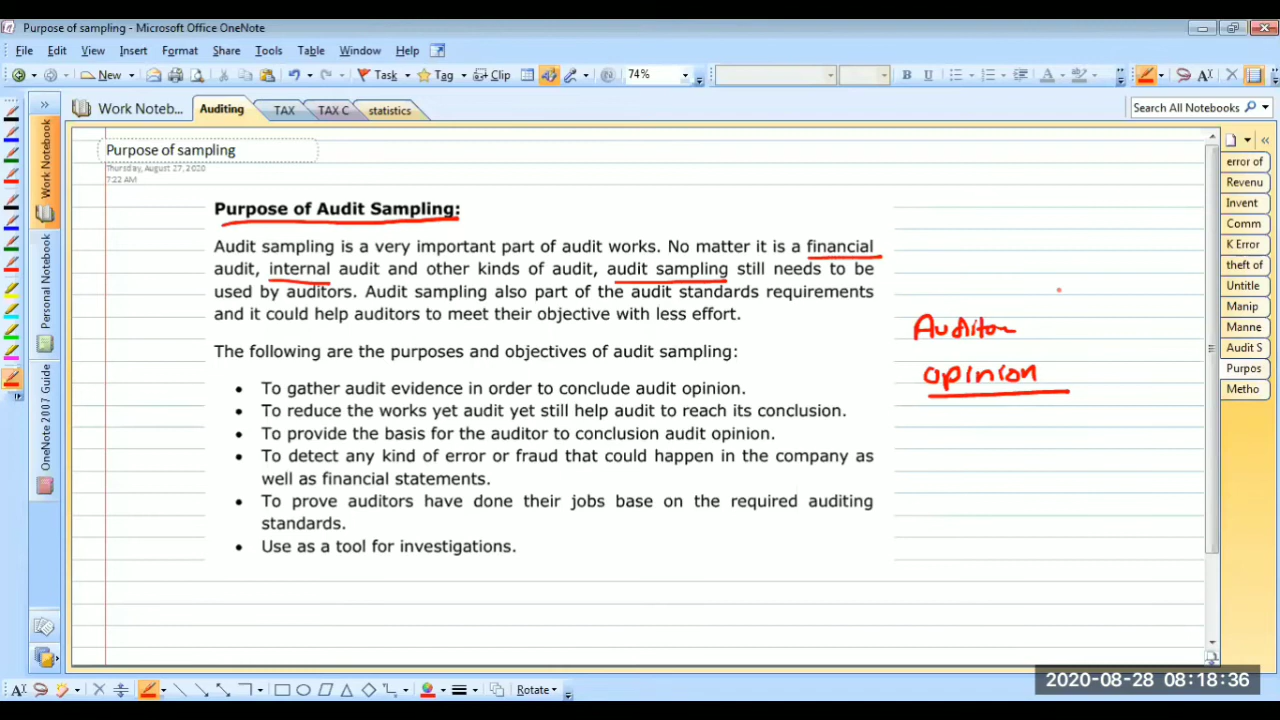 Purpose of sampling - Microsoft Office OneNote
File Edit View Insert Format Share Tools Table Window Help
New Task Tag Clip 74% B U
Work Noteb... Auditing TAX TAX C statistics Search All Notebooks
Purpose of sampling
Thursday, August 27, 2020
7:22 AM
Purpose of Audit Sampling:
Audit sampling is a very important part of audit works. No matter it is a financial
audit, internal audit and other kinds of audit, audit sampling still needs to be
used by auditors. Audit sampling also part of the audit standards requirements
and it could help auditors to meet their objective with less effort.
The following are the purposes and objectives of audit sampling:
• To gather audit evidence in order to conclude audit opinion.
• To reduce the works yet audit yet still help audit to reach its conclusion.
• To provide the basis for the auditor to conclusion audit opinion.
• To detect any kind of error or fraud that could happen in the company as
well as financial statements.
• To prove auditors have done their jobs base on the required auditing
standards.
• Use as a tool for investigations.
Auditor
opinion
Work Notebook
Personal Notebook
OneNote 2007 Guide
error of
Revenu
Invent
Comm
K Error
theft of
Untitle
Manip
Manne
Audit S
Purpos
Metho
Rotate
2020-08-28 08:18:36